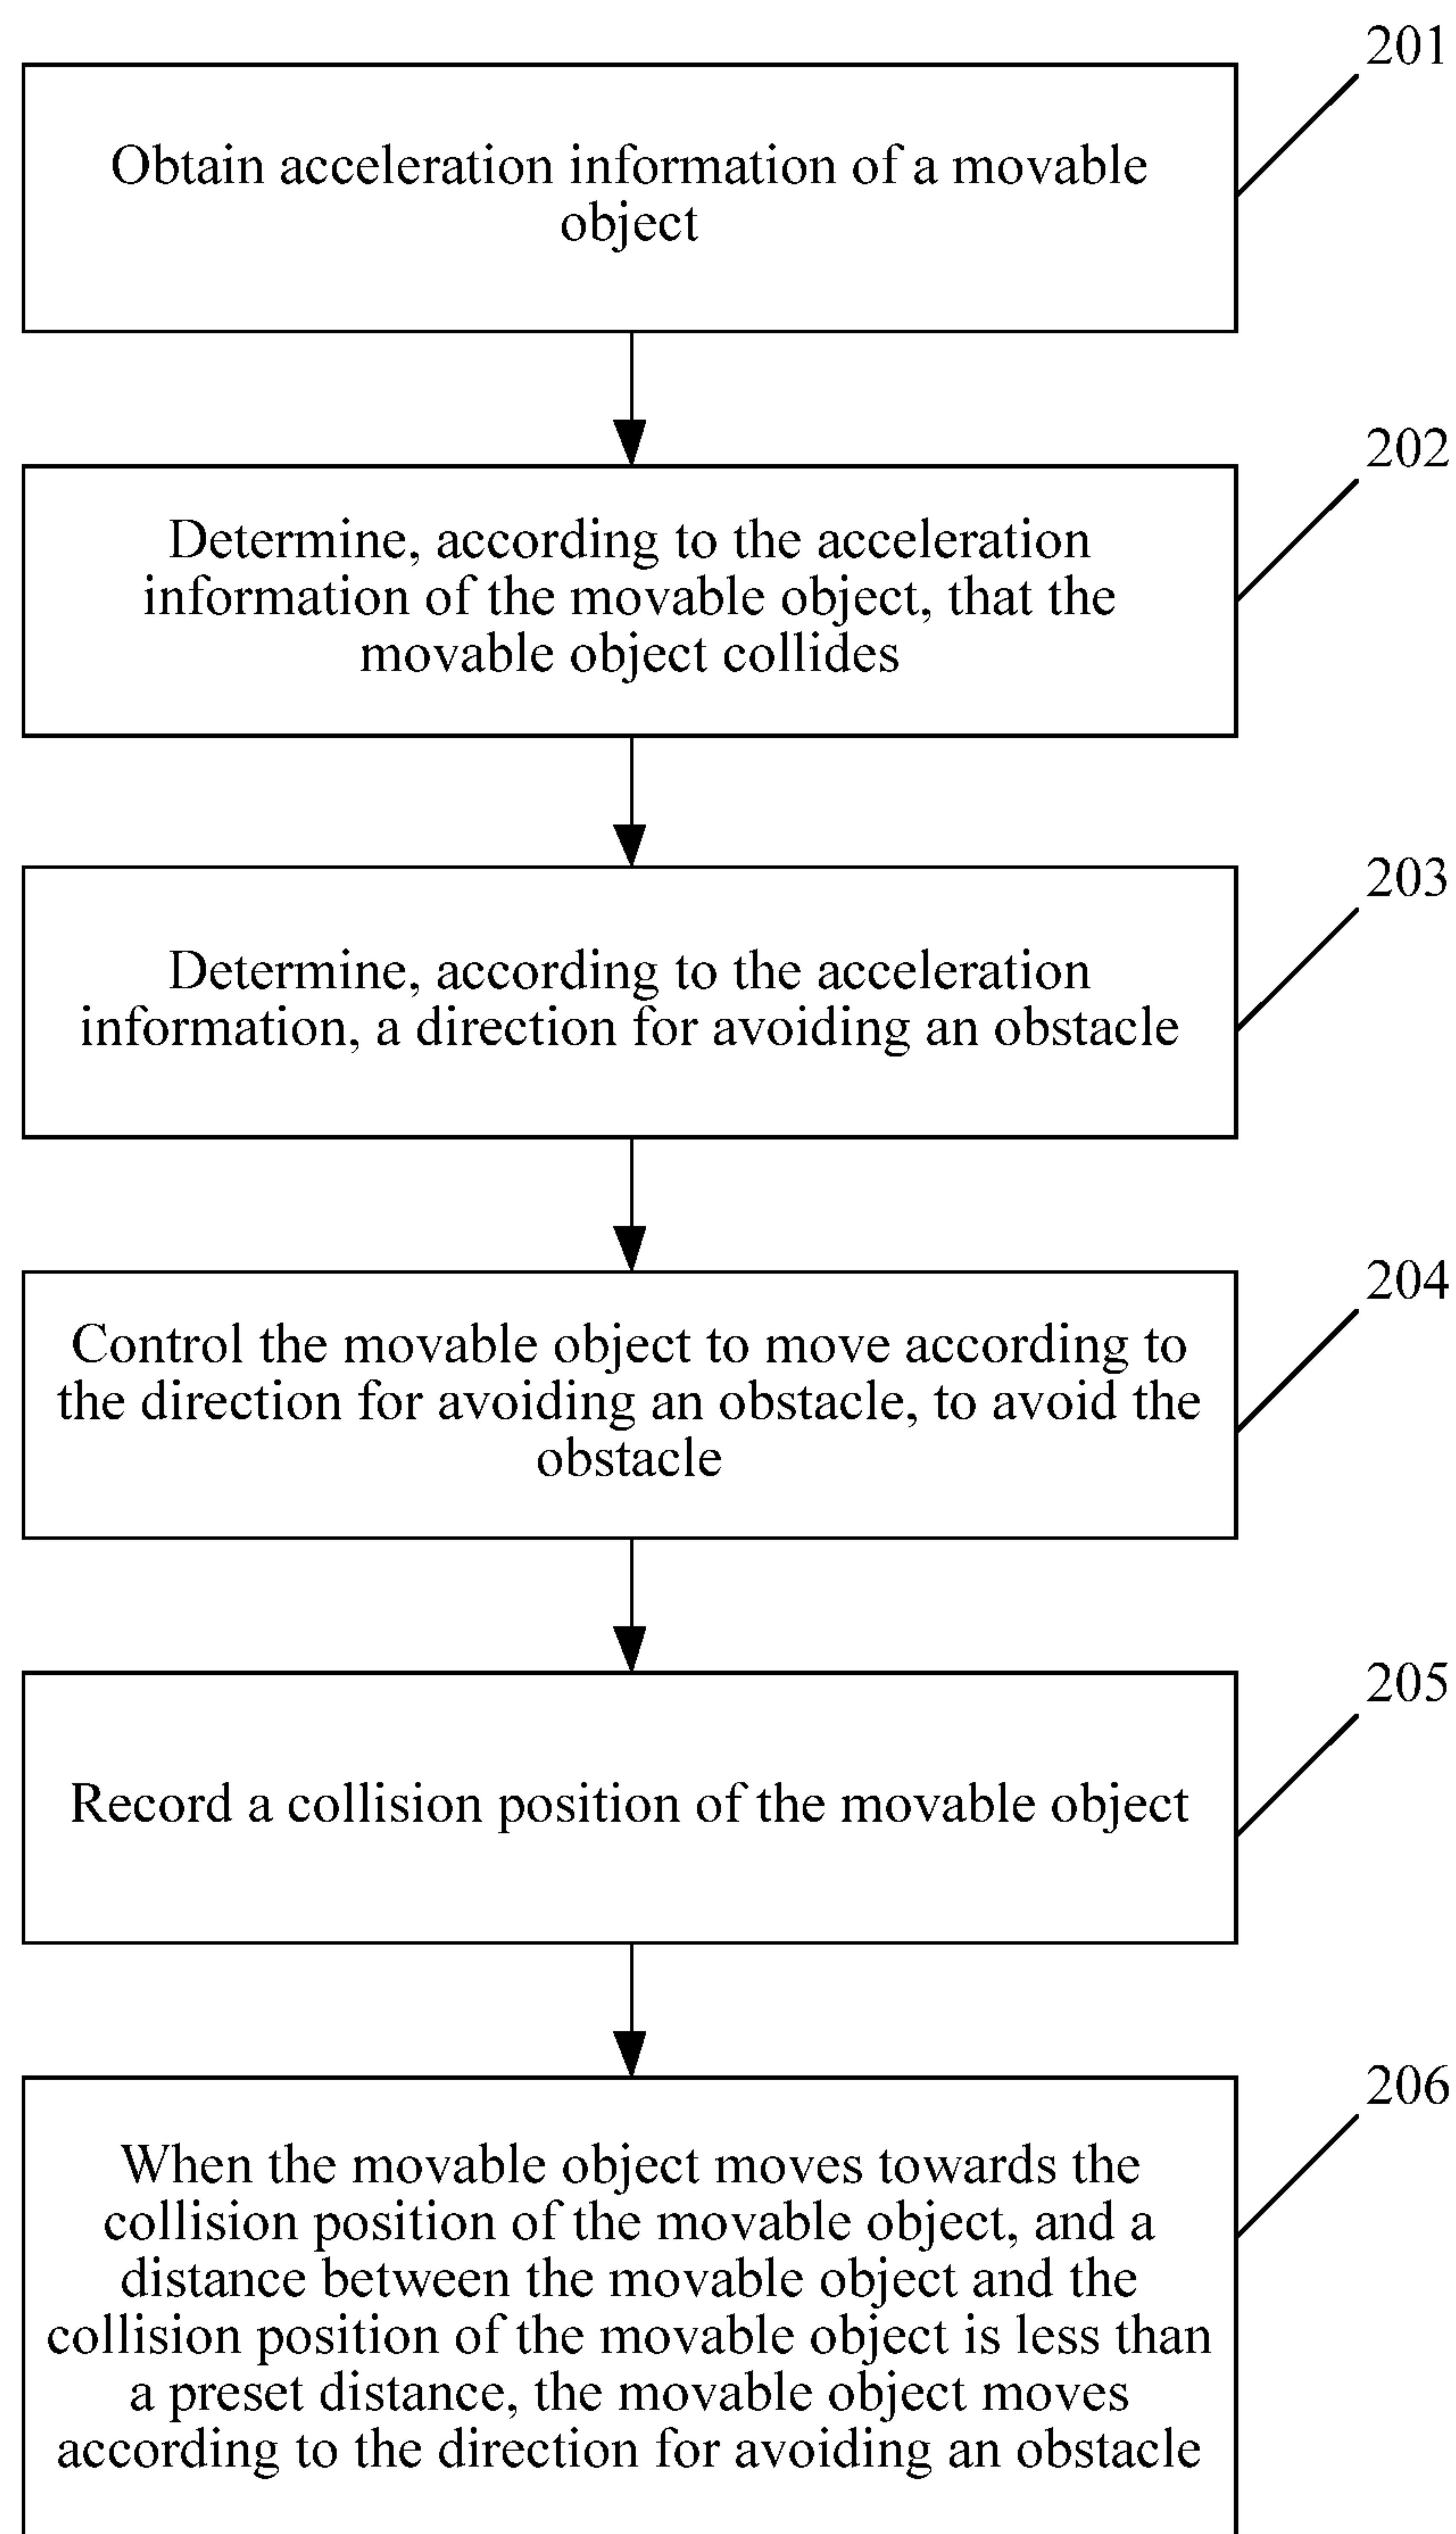 201
Obtain acceleration information of a movable
object
202
Determine, according to the acceleration
information of the movable object, that the
movable object collides
203
Determine, according to the acceleration
information, a direction for avoiding an obstacle
204
Control the movable object to move according to
the direction for avoiding an obstacle, to avoid the
obstacle
205
Record a collision position of the movable object
206
When the movable object moves towards the
collision position of the movable object, and a
distance between the movable object and the
collision position of the movable object is less than
a preset distance, the movable object moves
according to the direction for avoiding an obstacle